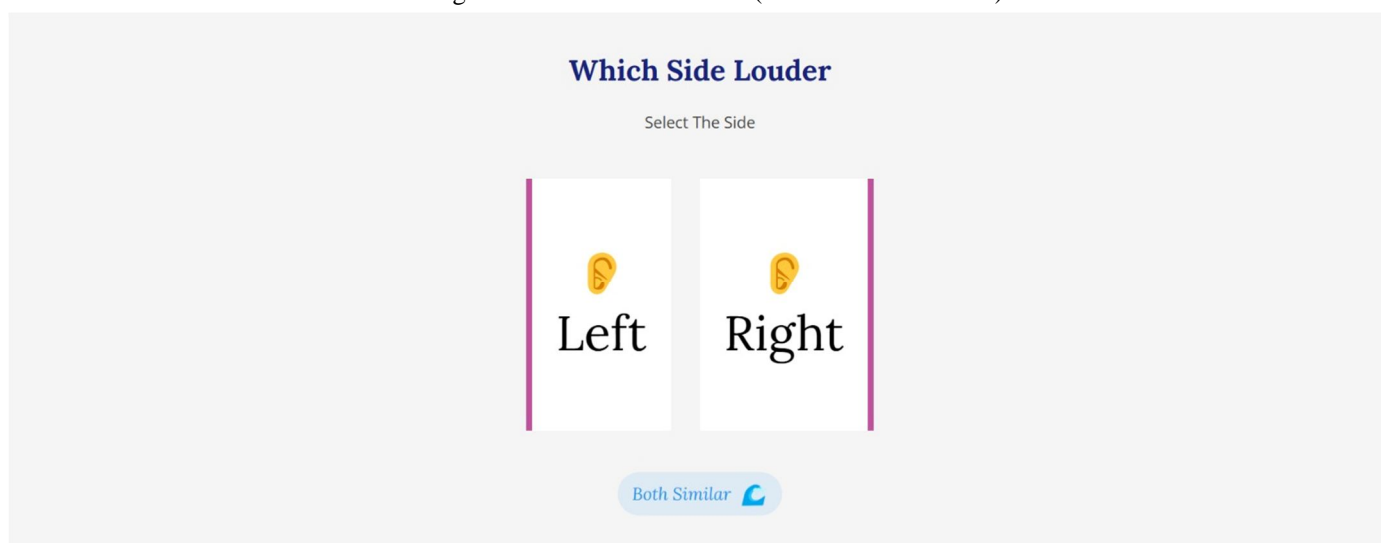 Which Side Louder
Select The Side
Left
Right
Both Similar